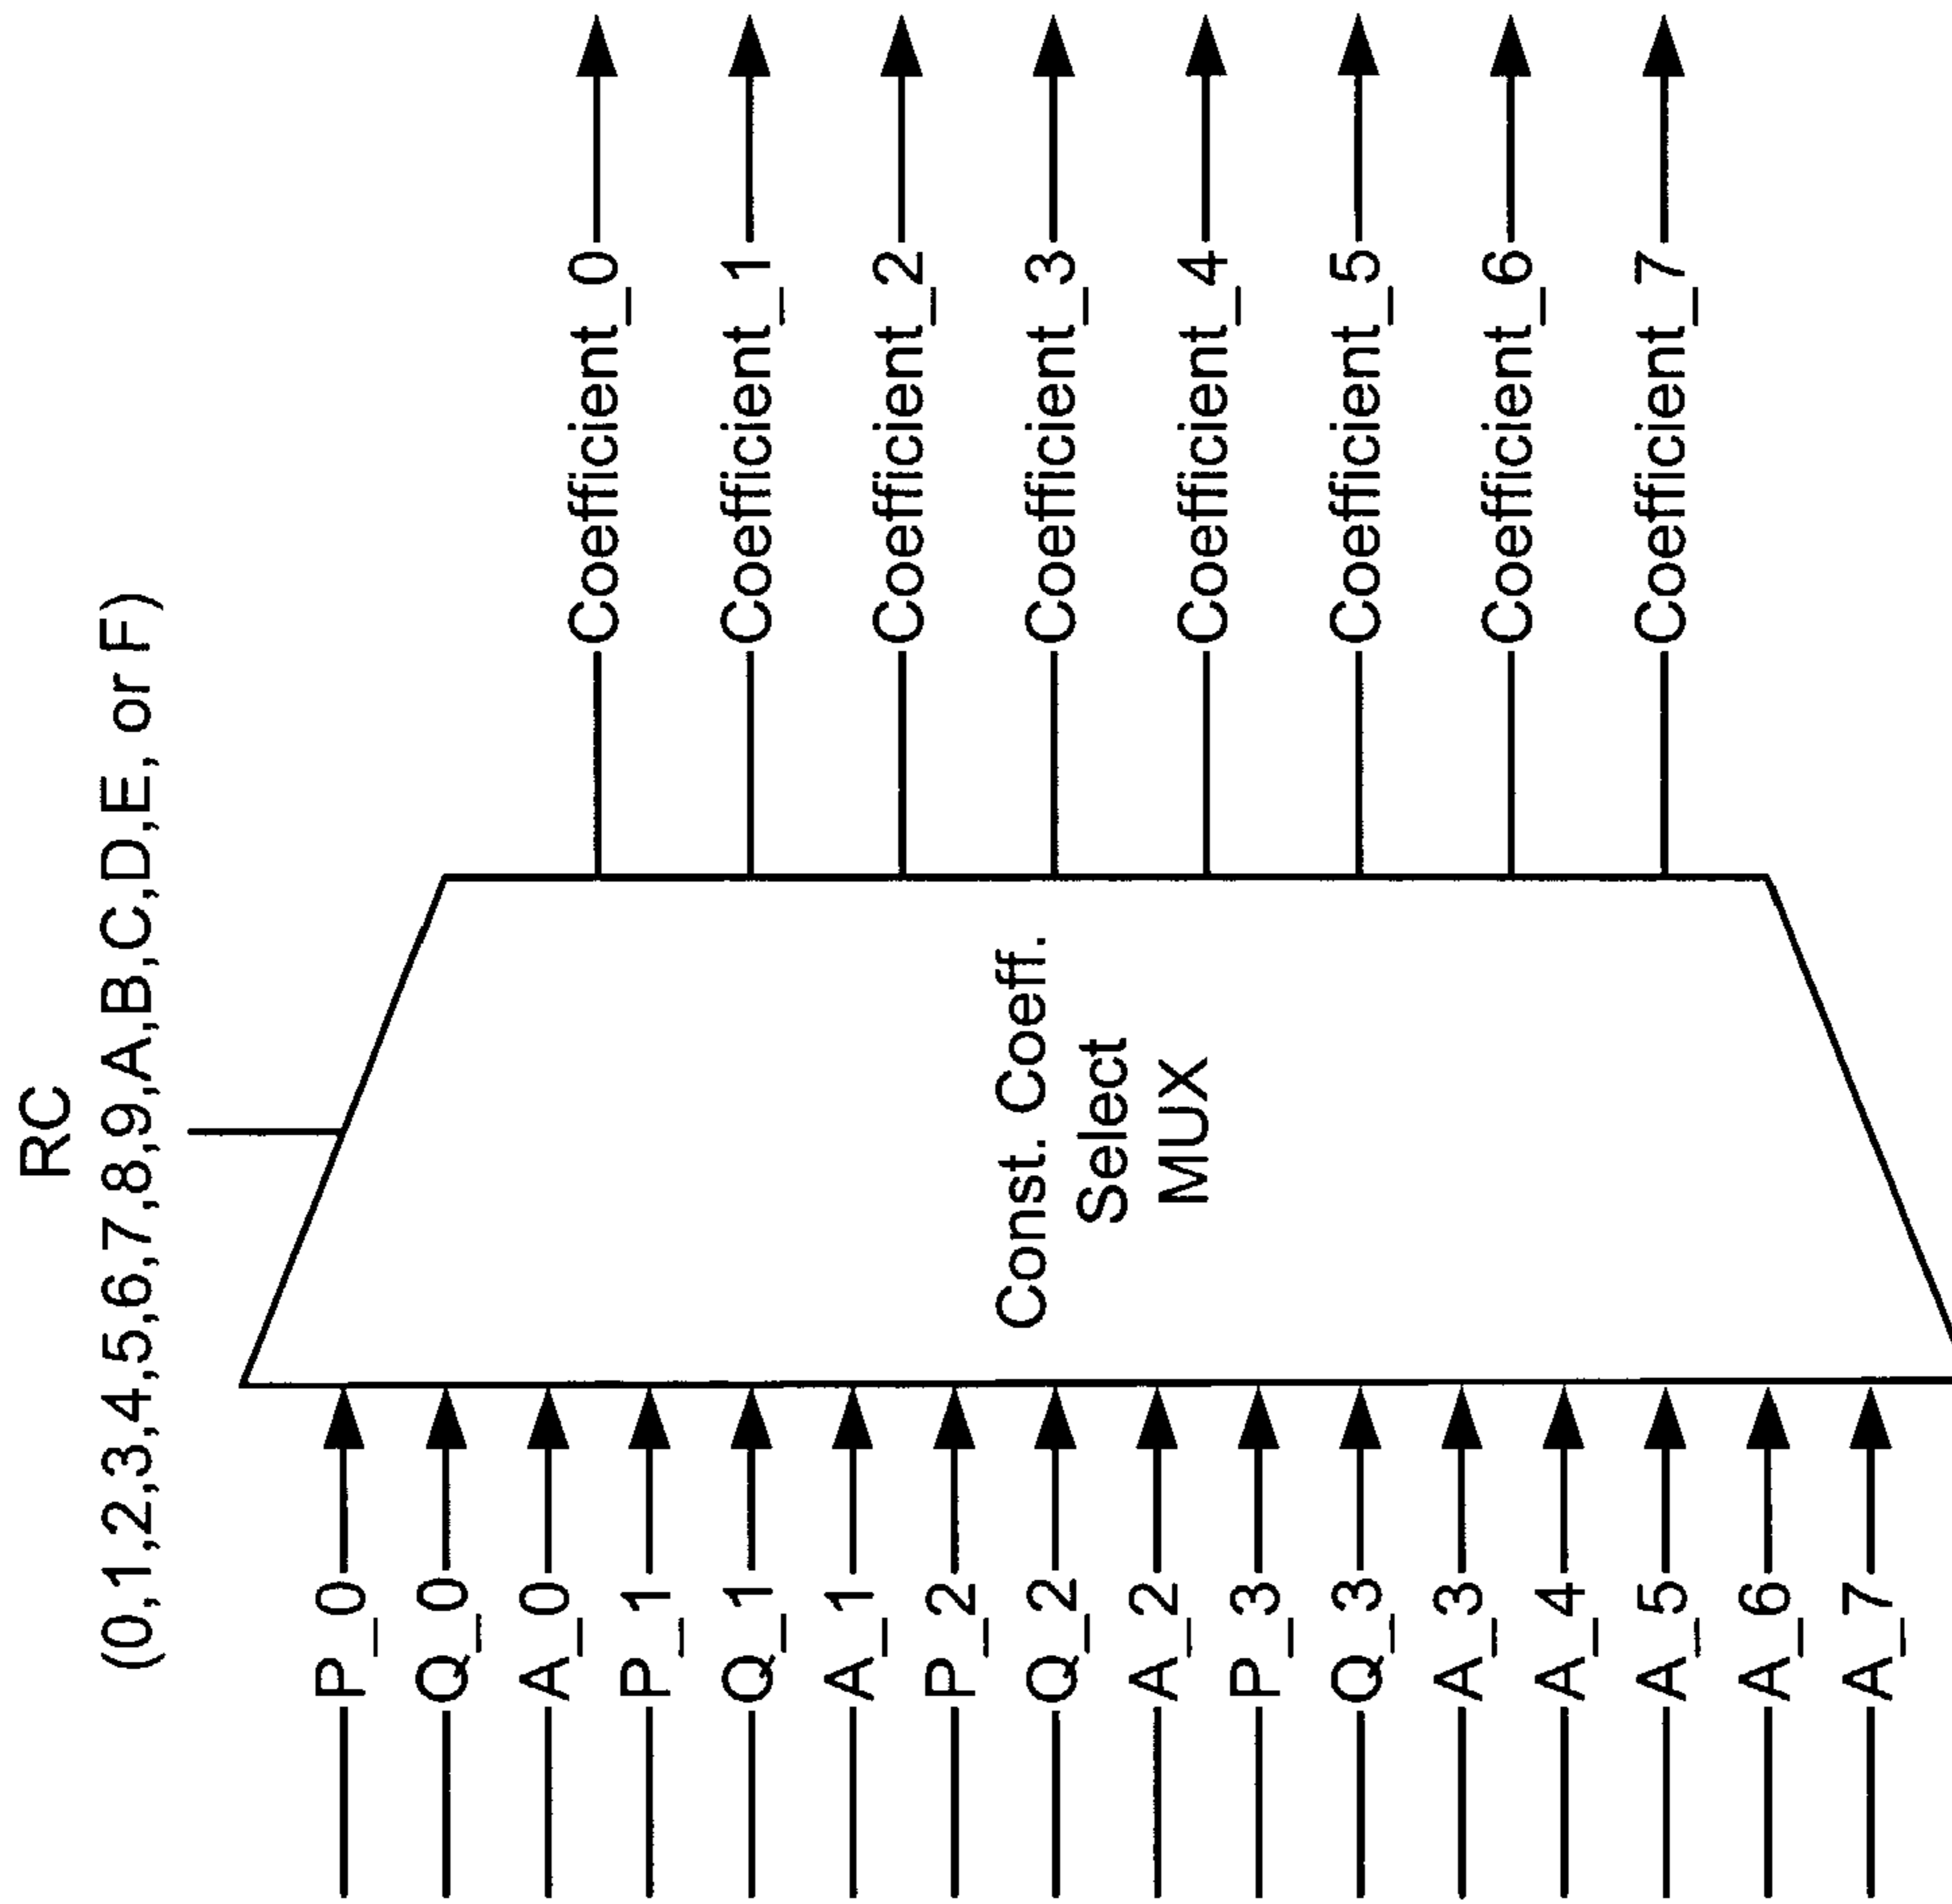 RC
(0,1,2,3,4,5,6,7,8,9,A,B,C,D,E, or F)
P_0
Q_0
A_0
P_1
Q_1
A_1
P_2
Q_2
A_2
P_3
Q_3
A_3
A_4
A_5
A_6
A_7
Const. Coeff.
Select
MUX
Coefficient_0
Coefficient_1
Coefficient_2
Coefficient_3
Coefficient_4
Coefficient_5
Coefficient_6
Coefficient_7